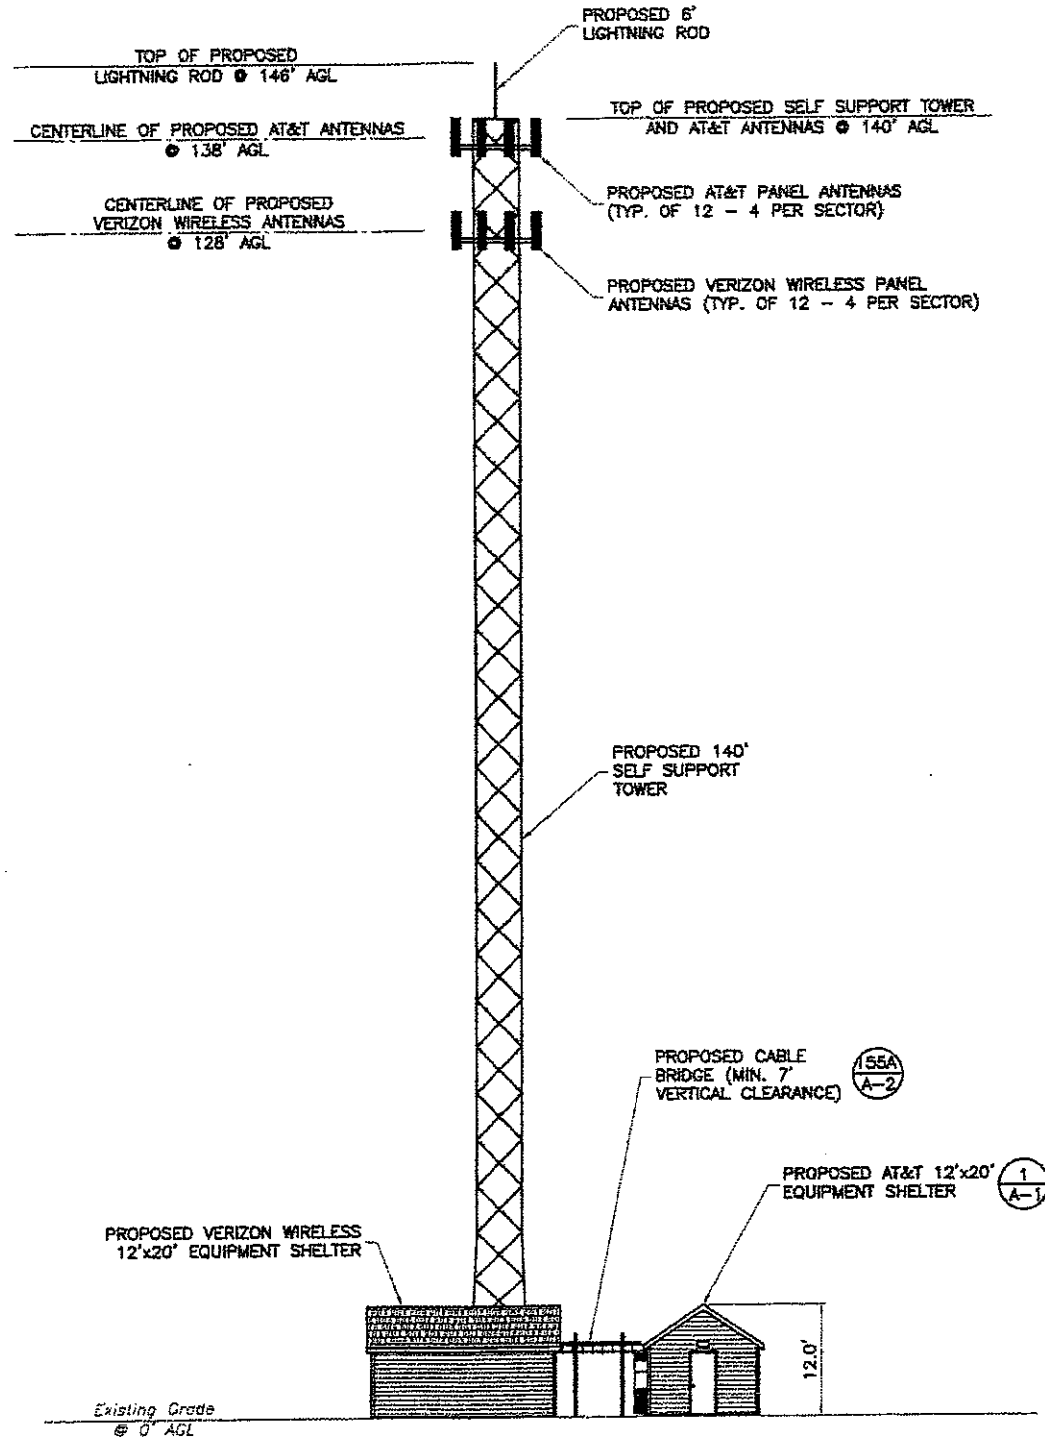 PROPOSED 6'
LIGHTNING ROD
TOP OF PROPOSED
LIGHTNING ROD @ 146' AGL
TOP OF PROPOSED SELF SUPPORT TOWER
AND AT&T ANTENNAS @ 140' AGL
CENTERLINE OF PROPOSED AT&T ANTENNAS
@ 138' AGL
PROPOSED AT&T PANEL ANTENNAS
(TYP. OF 12 - 4 PER SECTOR)
CENTERLINE OF PROPOSED
VERIZON WIRELESS ANTENNAS
@ 128' AGL
PROPOSED VERIZON WIRELESS PANEL
ANTENNAS (TYP. OF 12 - 4 PER SECTOR)
PROPOSED 140'
SELF SUPPORT
TOWER
PROPOSED CABLE
BRIDGE (MIN. 7'
VERTICAL CLEARANCE)
155A
A-2
PROPOSED AT&T 12'x20'
EQUIPMENT SHELTER
1
A-1
PROPOSED VERIZON WIRELESS
12'x20' EQUIPMENT SHELTER
12.0'
Existing Grade
@ 0' AGL